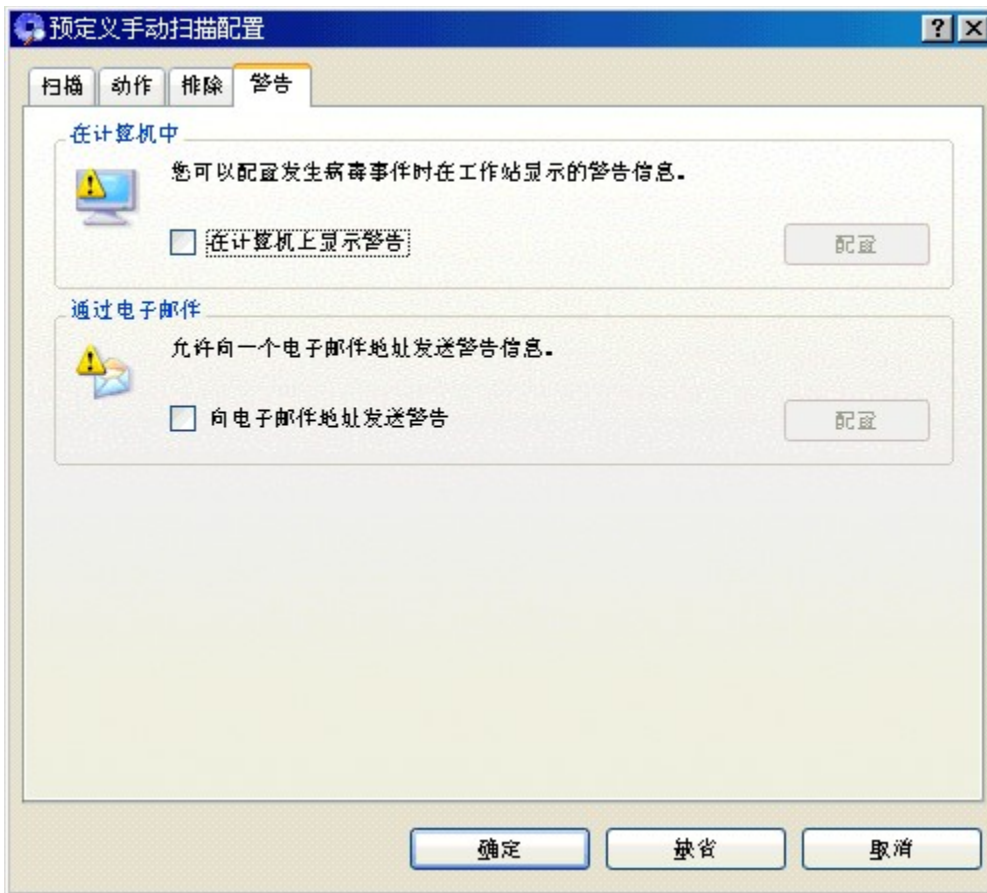 预定义手动扫描配置
扫描 动作 排除 警告
在计算机中
您可以配置发生病毒事件时在工作站显示的警告信息。
在计算机上显示警告 配置
通过电子邮件
允许向一个电子邮件地址发送警告信息。
向电子邮件地址发送警告 配置
确定 缺省 取消